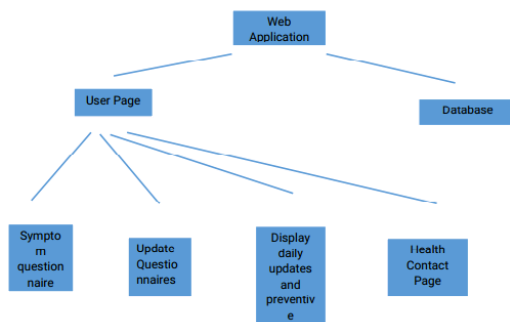 Web
Application
User Page
Database
Sympto
m
question
naire
Update
Questio
nnaires
Display
daily
updates
and
preventiv
e
Health
Contact
Page